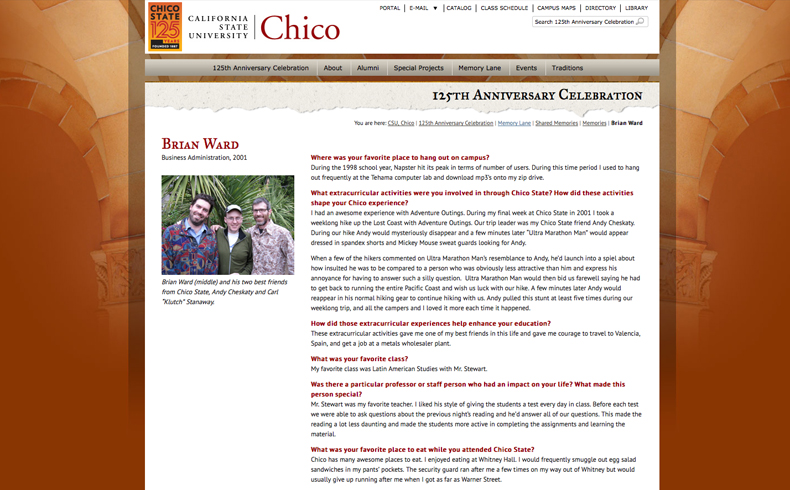 PORTAL | E-MAIL ▼ | CATALOG | CLASS SCHEDULE | CAMPUS MAPS | DIRECTORY | LIBRARY
CHICO
STATE
125
YEARS
FOUNDED 1887
CALIFORNIA
STATE
UNIVERSITY
Chico
Search 125th Anniversary Celebration
125th Anniversary Celebration About Alumni Special Projects Memory Lane Events Traditions
125th Anniversary Celebration
You are here: CSU, Chico | 125th Anniversary Celebration | Memory Lane | Shared Memories | Memories | Brian Ward
Brian Ward
Business Administration, 2001
Brian Ward (middle) and his two best friends
from Chico State, Andy Cheskaty and Carl
"Klutch" Stanaway.
Where was your favorite place to hang out on campus?
During the 1998 school year, Napster hit its peak in terms of number of users. During this time period I used to hang
out frequently at the Tehama computer lab and download mp3's onto my zip drive.
What extracurricular activities were you involved in through Chico State? How did these activities
shape your Chico experience?
I had an awesome experience with Adventure Outings. During my final week at Chico State in 2001 I took a
weeklong hike up the Lost Coast with Adventure Outings. Our trip leader was my Chico State friend Andy Cheskaty.
During our hike Andy would mysteriously disappear and a few minutes later "Ultra Marathon Man" would appear
dressed in spandex shorts and Mickey Mouse sweat guards looking for Andy.
When a few of the hikers commented on Ultra Marathon Man's resemblance to Andy, he'd launch into a spiel about
how insulted he was to be compared to a person who was obviously less attractive than him and express his
annoyance for having to answer such a silly question. Ultra Marathon Man would then bid us farewell saying he had
to get back to running the entire Pacific Coast and wish us luck with our hike. A few minutes later Andy would
reappear in his normal hiking gear to continue hiking with us. Andy pulled this stunt at least five times during our
weeklong trip, and all the campers and I loved it more each time it happened.
How did those extracurricular experiences help enhance your education?
These extracurricular activities gave me one of my best friends in this life and gave me courage to travel to Valencia,
Spain, and get a job at a metals wholesaler plant.
What was your favorite class?
My favorite class was Latin American Studies with Mr. Stewart.
Was there a particular professor or staff person who had an impact on your life? What made this
person special?
Mr. Stewart was my favorite teacher. I liked his style of giving the students a test every day in class. Before each test
we were able to ask questions about the previous night's reading and he'd answer all of our questions. This made the
reading a lot less daunting and made the students more active in completing the assignments and learning the
material.
What was your favorite place to eat while you attended Chico State?
Chico has many awesome places to eat. I enjoyed eating at Whitney Hall. I would frequently smuggle out egg salad
sandwiches in my pants' pockets. The security guard ran after me a few times on my way out of Whitney but would
usually give up running after me when I got as far as Warner Street.